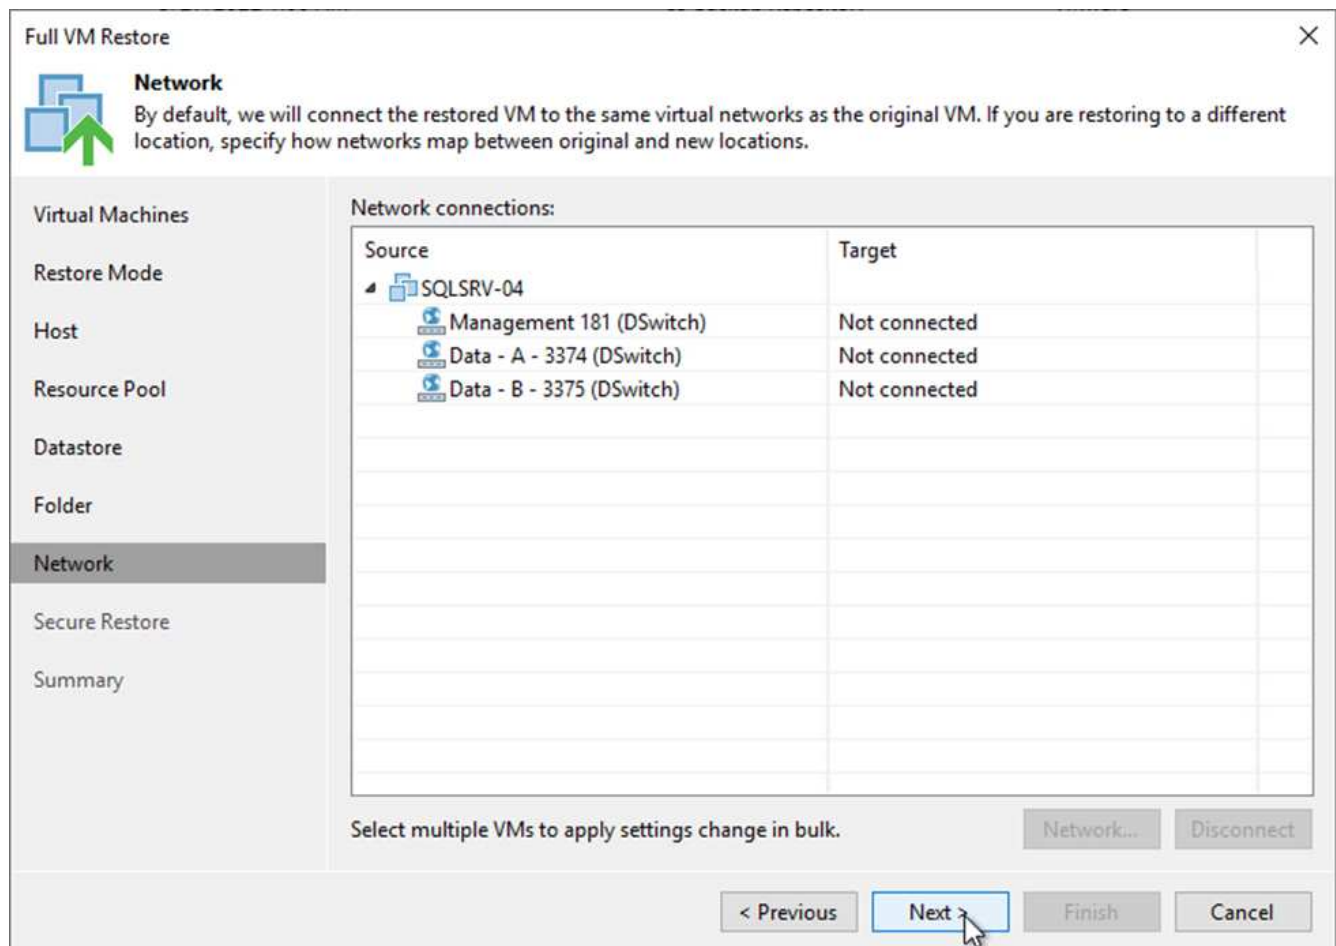 Full VM Restore
Network
By default, we will connect the restored VM to the same virtual networks as the original VM. If you are restoring to a different
location, specify how networks map between original and new locations.
Virtual Machines
Restore Mode
Host
Resource Pool
Datastore
Folder
Network
Secure Restore
Summary
Network connections:
Source Target
SQLSRV-04
Management 181 (DSwitch) Not connected
Data - A - 3374 (DSwitch) Not connected
Data - B - 3375 (DSwitch) Not connected
Select multiple VMs to apply settings change in bulk.
Network... Disconnect
< Previous Next > Finish Cancel